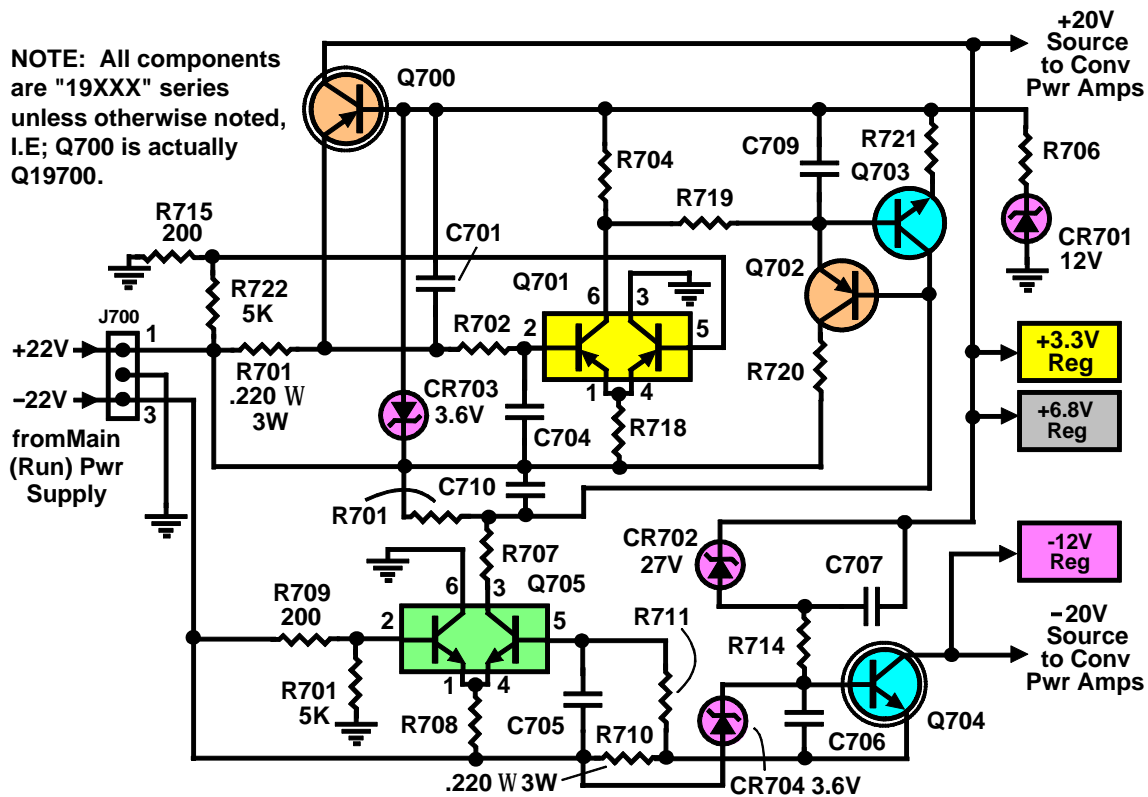 NOTE: All components
are "19XXX" series
unless otherwise noted,
I.E; Q700 is actually
Q19700.
Q700
+20V
Source
to Conv
Pwr Amps
R704
C709
R721
Q703
R706
R719
CR701
12V
R715
200
C701
Q702
R722
5K
Q701
6
3
J700
1
+22V
−22V
3
R701
.220 W
3W
R702
2
5
1
4
CR703
3.6V
C704
R718
R720
+3.3V
Reg
+6.8V
Reg
fromMain
(Run) Pwr
Supply
C710
R701
R707
CR702
27V
C707
-12V
Reg
6
3
Q705
R709
200
2
5
R711
R714
−20V
Source
to Conv
Pwr Amps
1
4
R701
5K
R708
C705
R710
C706
Q704
.220 W 3W
CR704 3.6V